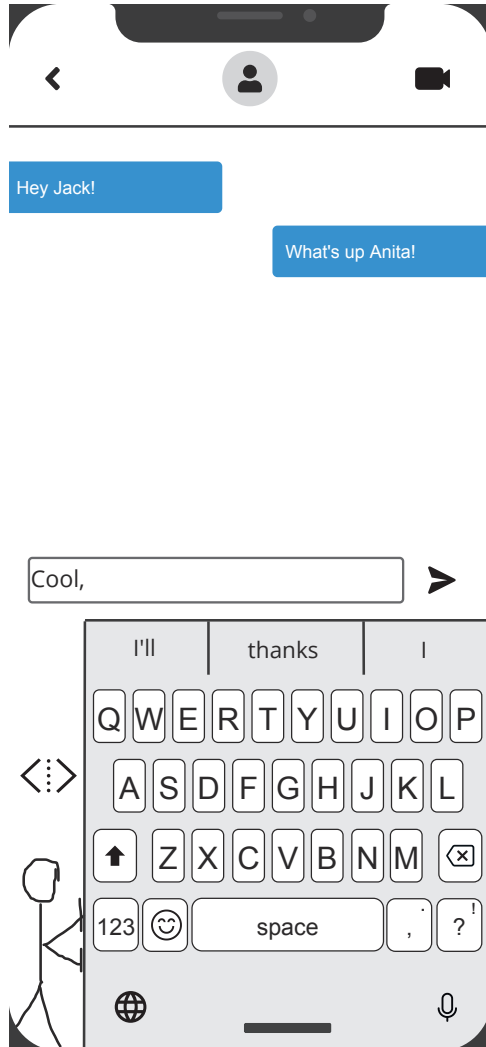 Hey Jack!
What's up Anita!
Cool,
I'll thanks I
Q W E R T Y U I O P
A S D F G H J K L
Z X C V B N M
123 space , . ? !